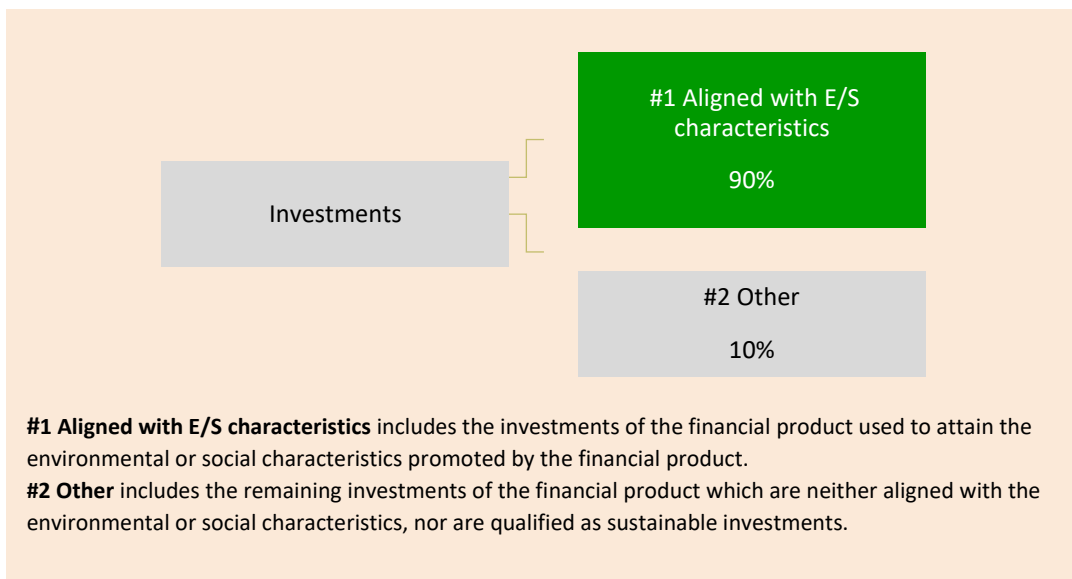 #1 Aligned with E/S
characteristics
90%
Investments
#2 Other
10%
#1 Aligned with E/S characteristics includes the investments of the financial product used to attain the
environmental or social characteristics promoted by the financial product.
#2 Other includes the remaining investments of the financial product which are neither aligned with the
environmental or social characteristics, nor are qualified as sustainable investments.